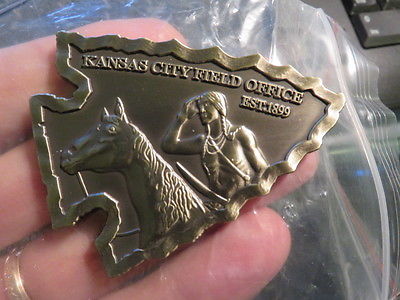 KANSAS CITY FIELD OFFICE
EST.1899